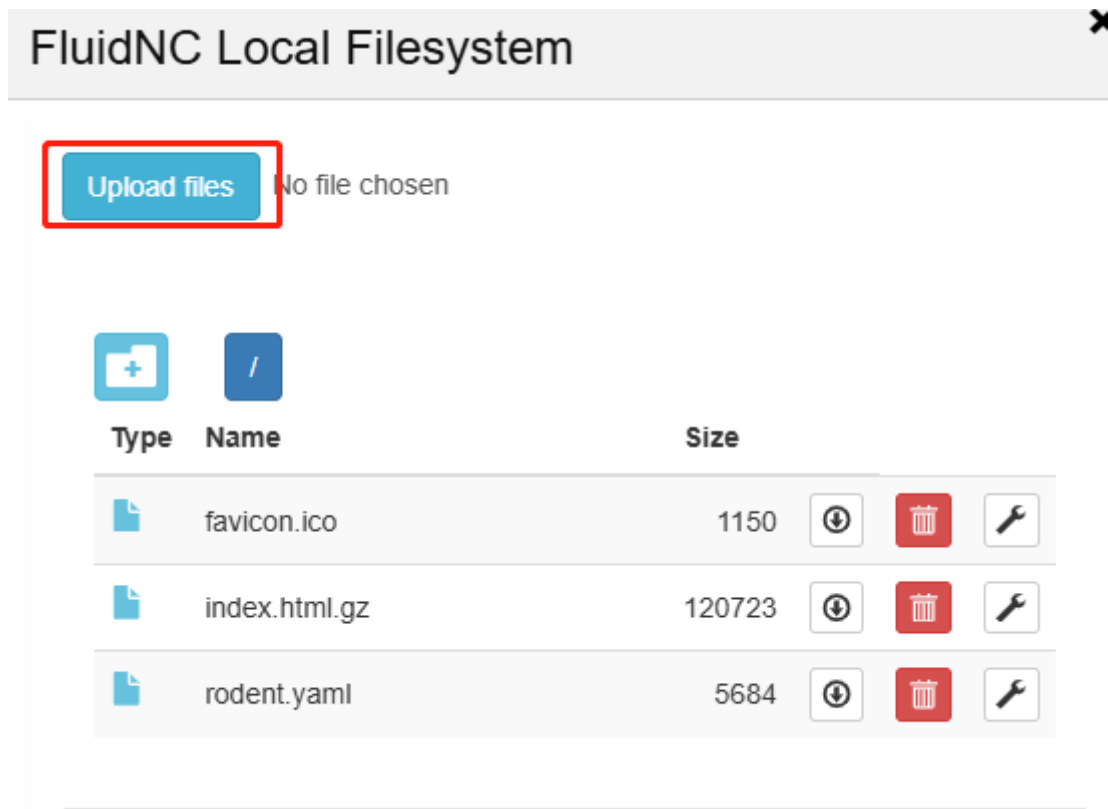 FluidNC Local Filesystem
Upload files No file chosen
/
Type Name Size
favicon.ico 1150
index.html.gz 120723
rodent.yaml 5684